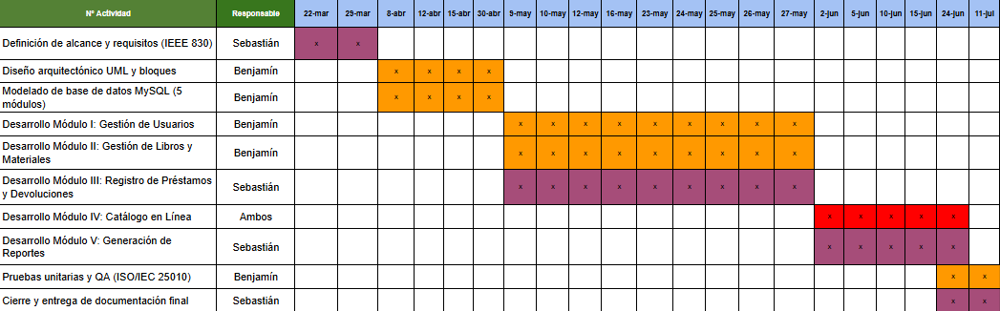 N° Actividad Responsable 22-mar 29-mar 8-abr 12-abr 15-abr 30-abr 9-may 10-may 12-may 16-may 23-may 24-may 25-may 26-may 27-may 2-jun 5-jun 10-jun 15-jun 24-jun 11-jul
Definición de alcance y requisitos (IEEE 830) Sebastián x x
Diseño arquitectónico UML y bloques Benjamín x x x x
Modelado de base de datos MySQL (5
módulos) Benjamín x x x x
Desarrollo Módulo I: Gestión de Usuarios Benjamín x x x x x x x x x
Desarrollo Módulo II: Gestión de Libros y
Materiales Benjamín x x x x x x x x x
Desarrollo Módulo III: Registro de Préstamos
y Devoluciones Sebastián x x x x x x x x x
Desarrollo Módulo IV: Catálogo en Línea Ambos x x x x x
Desarrollo Módulo V: Generación de
Reportes Sebastián x x x x x
Pruebas unitarias y QA (ISO/IEC 25010) Benjamín x x
Cierre y entrega de documentación final Sebastián x x